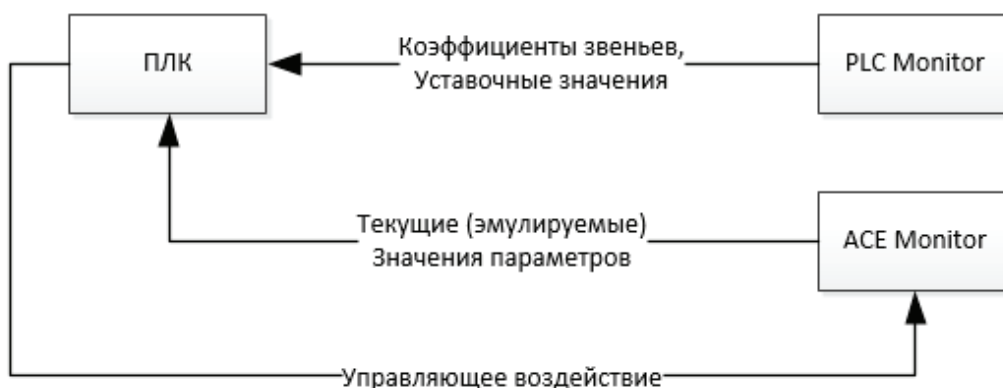 ПЛК
Коэффициенты звеньев,
Уставочные значения
PLC Monitor
Текущие (эмулируемые)
Значения параметров
ACE Monitor
Управляющее воздействие